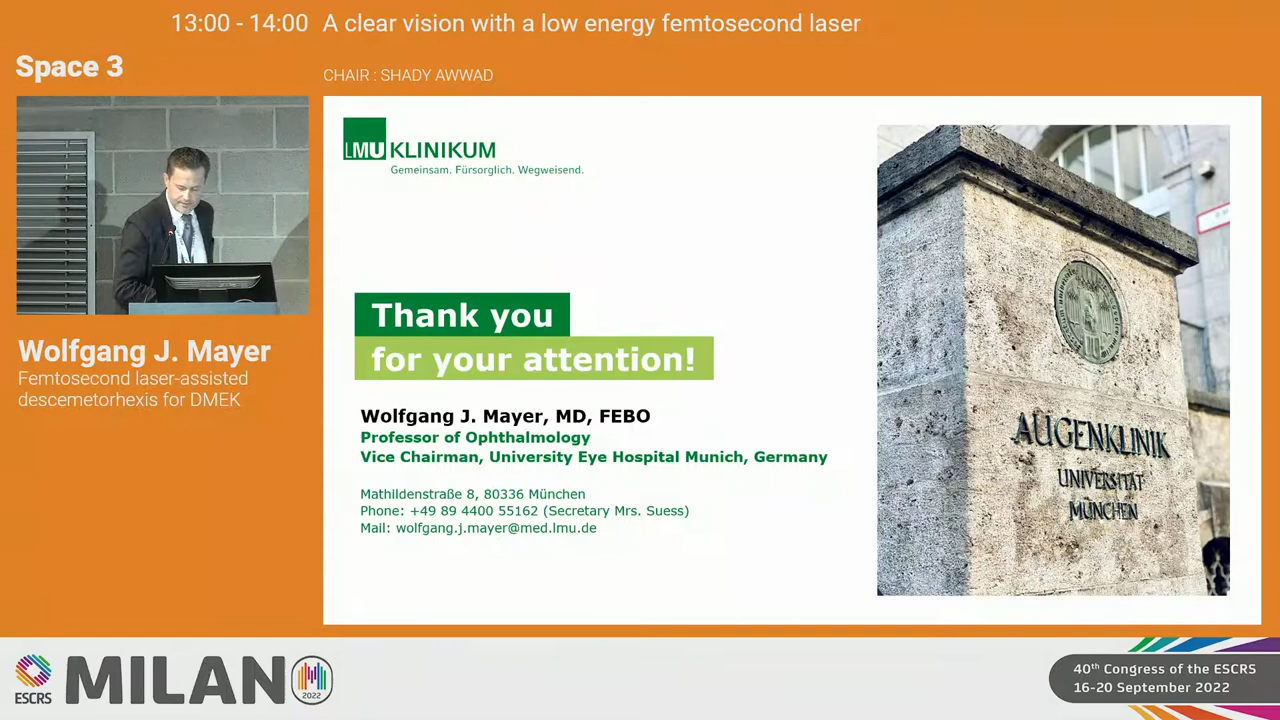 13:00 - 14:00 A clear vision with a low energy femtosecond laser
Space 3
CHAIR : SHADY AWWAD
LMU KLINIKUM
Gemeinsam. Fürsorglich. Wegweisend.
Wolfgang J. Mayer
Femtosecond laser-assisted
descemetorhexis for DMEK
Thank you
for your attention!
Wolfgang J. Mayer, MD, FEBO
Professor of Ophthalmology
Vice Chairman, University Eye Hospital Munich, Germany
Mathildenstraße 8, 80336 München
Phone: +49 89 4400 55162 (Secretary Mrs. Suess)
Mail: wolfgang.j.mayer@med.lmu.de
AUGENKLINIK
UNIVERSITÄT
MÜNCHEN
ESCRS
MILANO
2022
40th Congress of the ESCRS
16-20 September 2022